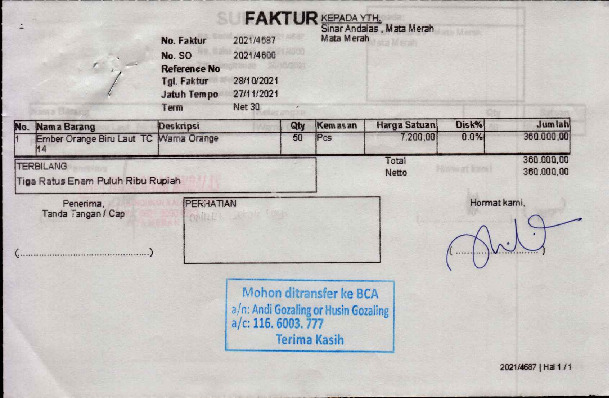 FAKTUR
KEPADA YTH,
Sinar Andalas , Mata Merah
Mata Merah
No. Faktur 2021/4687
No. SO 2021/4600
Reference No
Tgl. Faktur 28/10/2021
Jatuh Tempo 27/11/2021
Term Net 30
No. Nama Barang Deskripsi Qty Kemasan Harga Satuan Disk% Jumlah
1 Ember Orange Biru Laut TC Warna Orange 50 Pcs 7.200,00 0.0% 360.000,00
14
Total 360.000,00
Netto 360.000,00
TERBILANG
Tiga Ratus Enam Puluh Ribu Rupiah
Penerima,
Tanda Tangan / Cap
(...............................................)
PERHATIAN
Hormat kami,
Mohon ditransfer ke BCA
a/n: Andi Gozaling or Husin Gozaling
a/c: 116. 6003. 777
Terima Kasih
2021/4687 | Hal 1 / 1